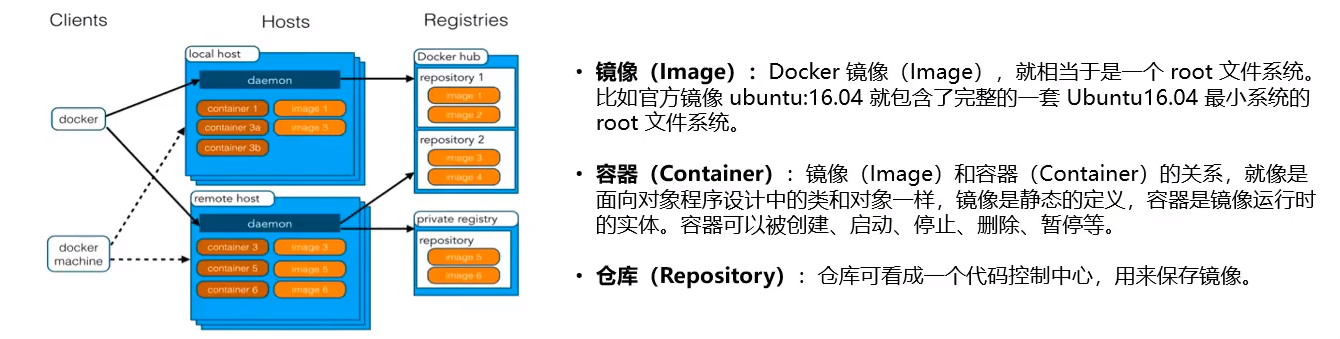 Clients
Hosts
Registries
local host
daemon
container 1
image 1
container 3a
image 3
container 3b
docker
remote host
daemon
container 3
image 3
container 5
image 5
container 6
image 6
docker
machine
Docker hub
repository 1
image 1
image 2
repository 2
image 3
image 4
private registry
repository
image 5
image 6
• 镜像（Image）：Docker 镜像（Image），就相当于是一个 root 文件系统。
比如官方镜像 ubuntu:16.04 就包含了完整的一套 Ubuntu16.04 最小系统的
root 文件系统。
• 容器（Container）：镜像（Image）和容器（Container）的关系，就像是
面向对象程序设计中的类和对象一样，镜像是静态的定义，容器是镜像运行时
的实体。容器可以被创建、启动、停止、删除、暂停等。
• 仓库（Repository）：仓库可看成一个代码控制中心，用来保存镜像。